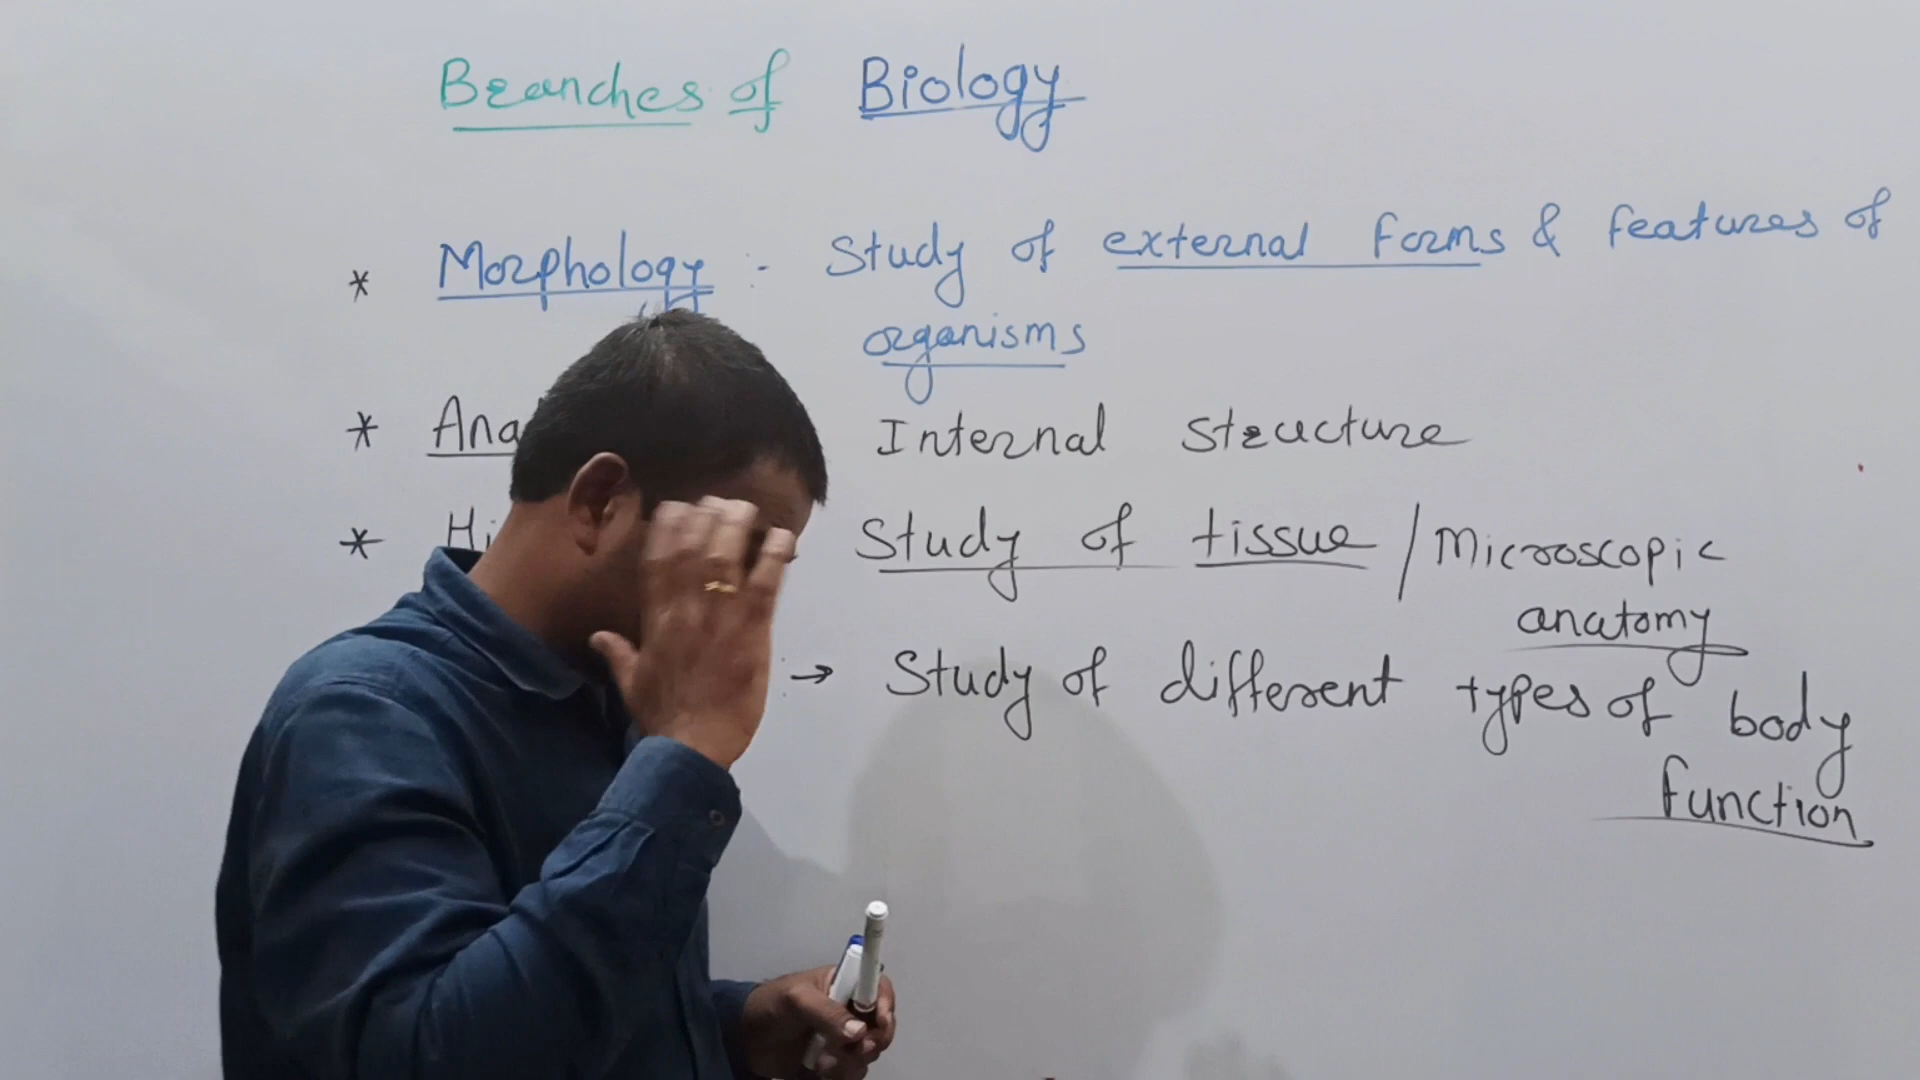 Branches of Biology
* Morphology :- Study of external forms & features of
organisms
* Ana Internal structure
* Hi Study of tissue / Microscopic
anatomy
→ Study of different types of body
function